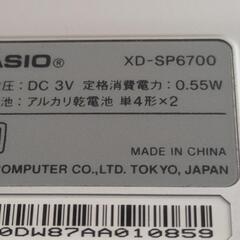 ASIO® XD-SP6700
圧：DC 3V 定格消費電力：0.55W
池：アルカリ乾電池 単4形×2
MADE IN CHINA
COMPUTER CO., LTD. TOKYO, JAPAN
0DW87AA010859